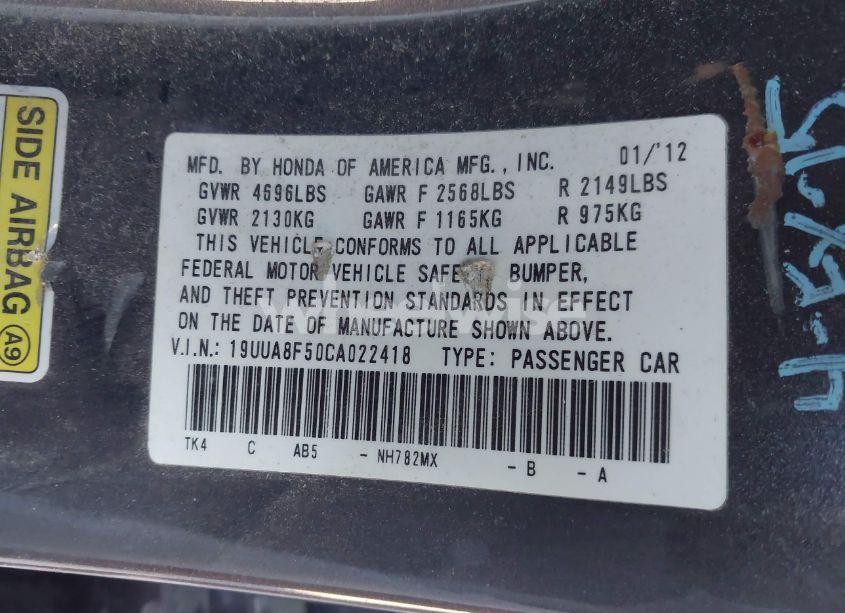 SIDE AIRBAG A9
MFD. BY HONDA OF AMERICA MFG., INC. 01/'12
GVWR 4696LBS GAWR F 2568LBS R 2149LBS
GVWR 2130KG GAWR F 1165KG R 975KG
THIS VEHICLE CONFORMS TO ALL APPLICABLE
FEDERAL MOTOR VEHICLE SAFETY, BUMPER,
AND THEFT PREVENTION STANDARDS IN EFFECT
ON THE DATE OF MANUFACTURE SHOWN ABOVE.
V.I.N.: 19UUA8F50CA022418 TYPE: PASSENGER CAR
TK4 C AB5 - NH782MX - B - A